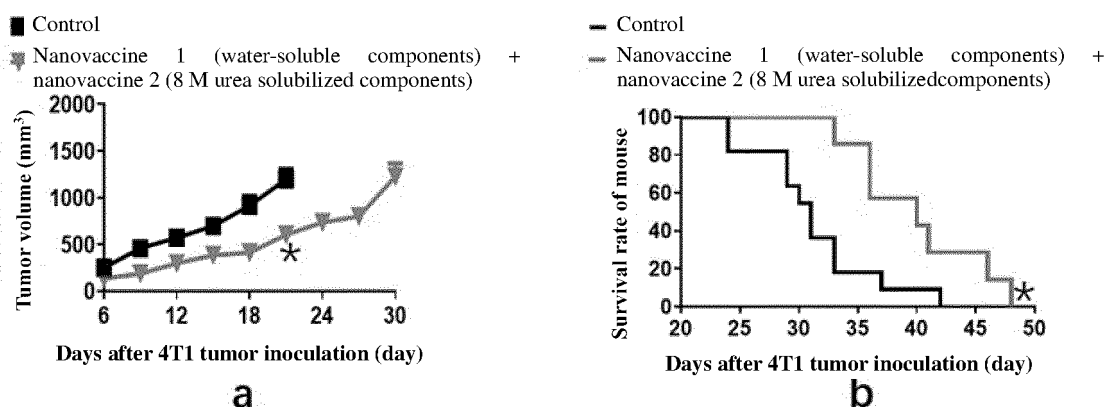 Control
Nanovaccine 1 (water-soluble components) +
nanovaccine 2 (8 M urea solubilized components)
2000
1500
1000
500
0
Tumor volume (mm³)
*
6 12 18 24 30
Days after 4T1 tumor inoculation (day)
a
Control
Nanovaccine 1 (water-soluble components) +
nanovaccine 2 (8 M urea solubilizedcomponents)
100
80
60
40
20
0
Survival rate of mouse
*
20 25 30 35 40 45 50
Days after 4T1 tumor inoculation (day)
b